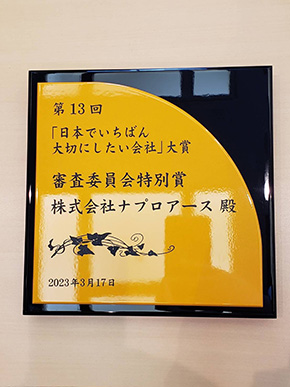 第13回
「日本でいちばん
大切にしたい会社」大賞
審査委員会特別賞
株式会社ナプロアース 殿
2023年3月17日